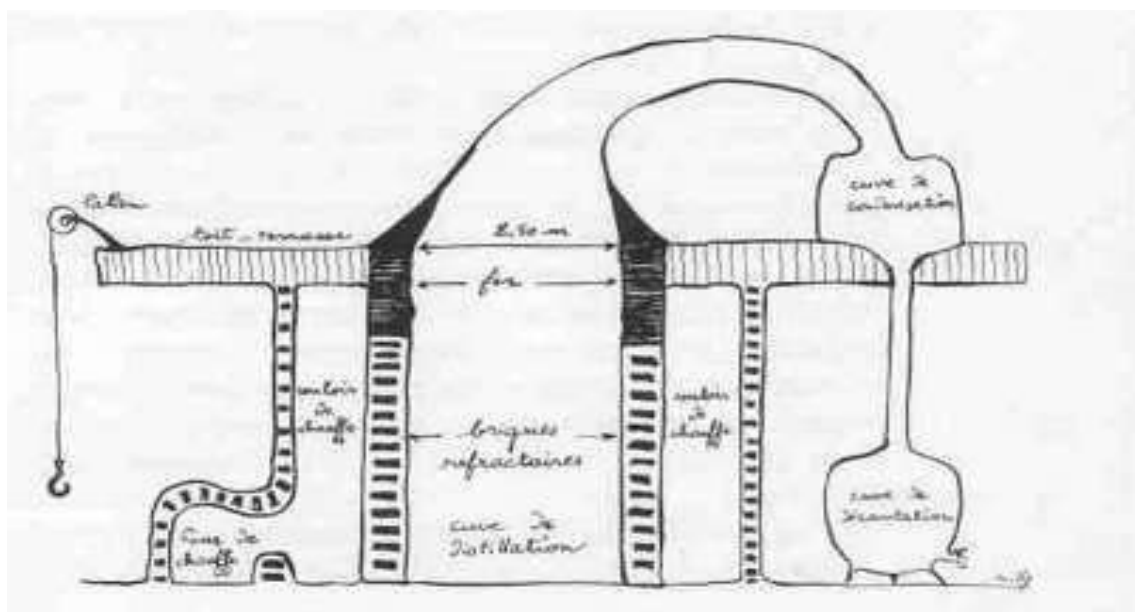 Palan
toit-terrasse
2,50 m
cuve de
condensation
fer
couloir
de
chauffe
couloir
de
chauffe
briques
réfractaires
cuve de
distillation
cuve de
décantation
Four de
chauffe